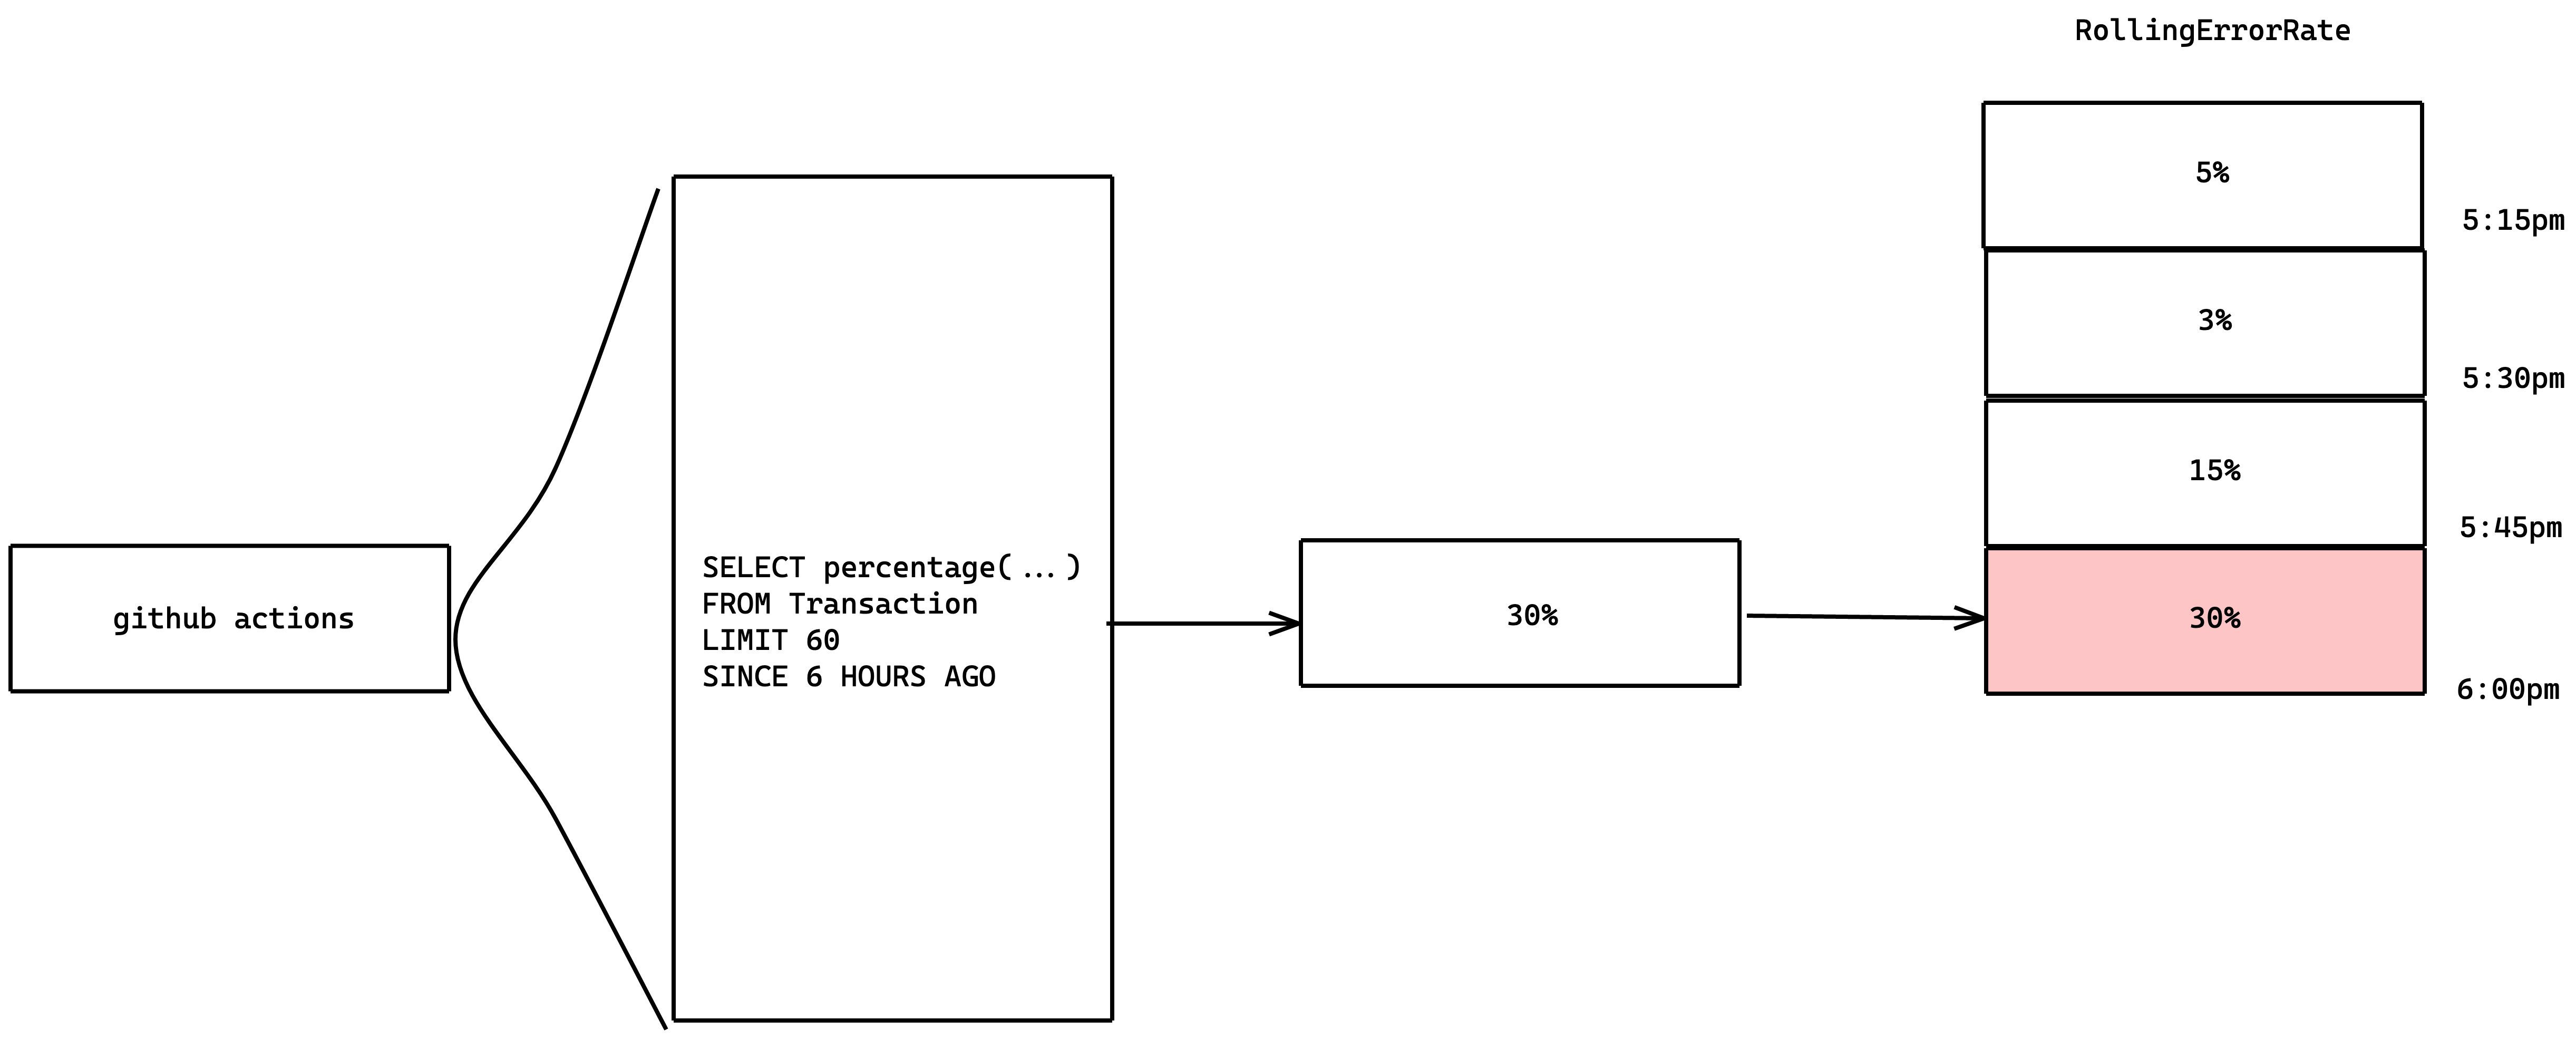 RollingErrorRate
github actions
SELECT percentage(...)
FROM Transaction
LIMIT 60
SINCE 6 HOURS AGO
30%
5%
5:15pm
3%
5:30pm
15%
5:45pm
30%
6:00pm